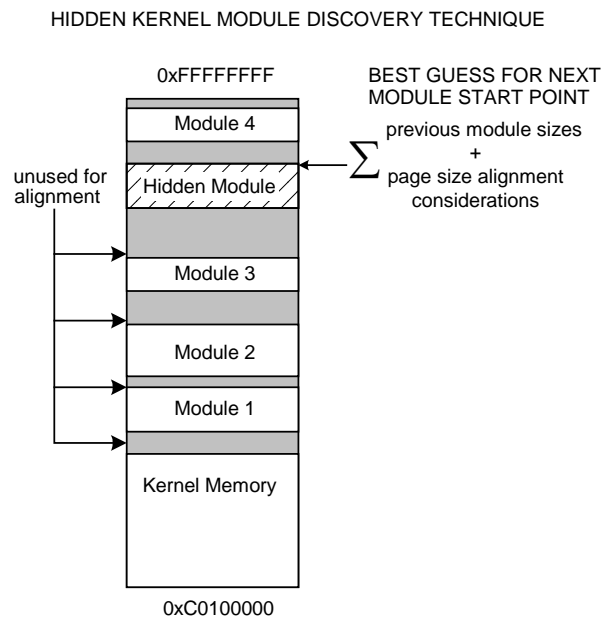 HIDDEN KERNEL MODULE DISCOVERY TECHNIQUE
0xFFFFFFFF
BEST GUESS FOR NEXT
MODULE START POINT
Module 4
∑ previous module sizes
+
page size alignment
considerations
unused for
alignment
Hidden Module
Module 3
Module 2
Module 1
Kernel Memory
0xC0100000